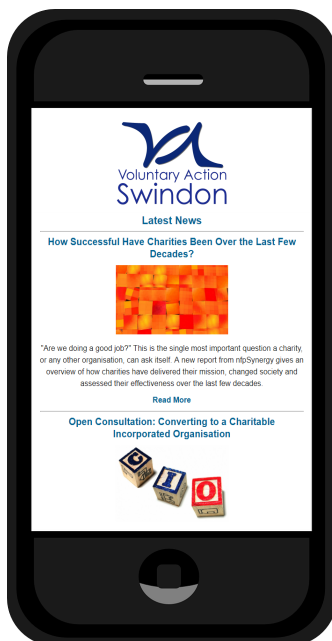 Voluntary Action
Swindon
Latest News
How Successful Have Charities Been Over the Last Few
Decades?
"Are we doing a good job?" This is the single most important question a charity,
or any other organisation, can ask itself. A new report from nfpSynergy gives an
overview of how charities have delivered their mission, changed society and
assessed their effectiveness over the last few decades.
Read More
Open Consultation: Converting to a Charitable
Incorporated Organisation
C I O